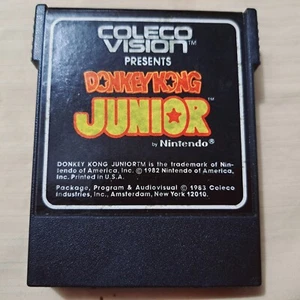 COLECO
VISION™
PRESENTS
DONKEY KONG
JUNIOR™
by Nintendo®
DONKEY KONG JUNIOR™ is the trademark of Nin-
tendo of America, Inc. © 1982 Nintendo of America,
Inc. Printed in U.S.A.
Package, Program & Audiovisual © 1983 Coleco
Industries, Inc., Amsterdam, New York 12010.